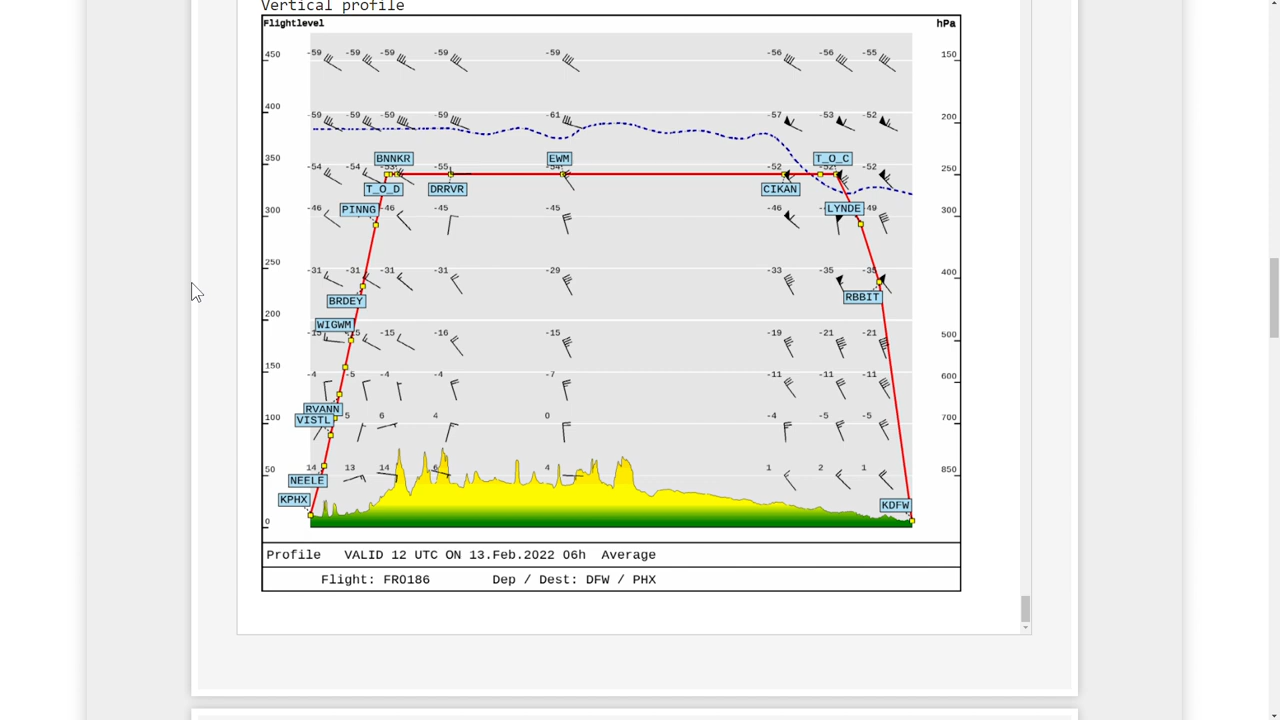 Vertical profile
Flightlevel hPa
450 -59 -59 -59 -59 -59 -56 -56 -55 150
400 -59 -59 -59 -59 -61 -57 -53 -52 200
BNNKR EWM T_O_C
350 -54 -54 -53 -55 -54 -52 -52 250
T_O_D DRRVR CIKAN
PINNG LYNDE
300 -46 -46 -45 -45 -46 -49 300
250 -31 -31 -31 -31 -29 -33 -35 -35 400
BRDEY RBBIT
200
WIGWM
-15 -15 -16 -15 -19 -21 -21 500
150 -4 -5 -4 -4 -7 -11 -11 -11 600
RVANN
100 5 6 4 0 -4 -5 -5 700
VISTL
50 14 13 14 6 4 1 2 1 850
NEELE
KPHX KDFW
0
Profile VALID 12 UTC ON 13.Feb.2022 06h Average
Flight: FRO186 Dep / Dest: DFW / PHX